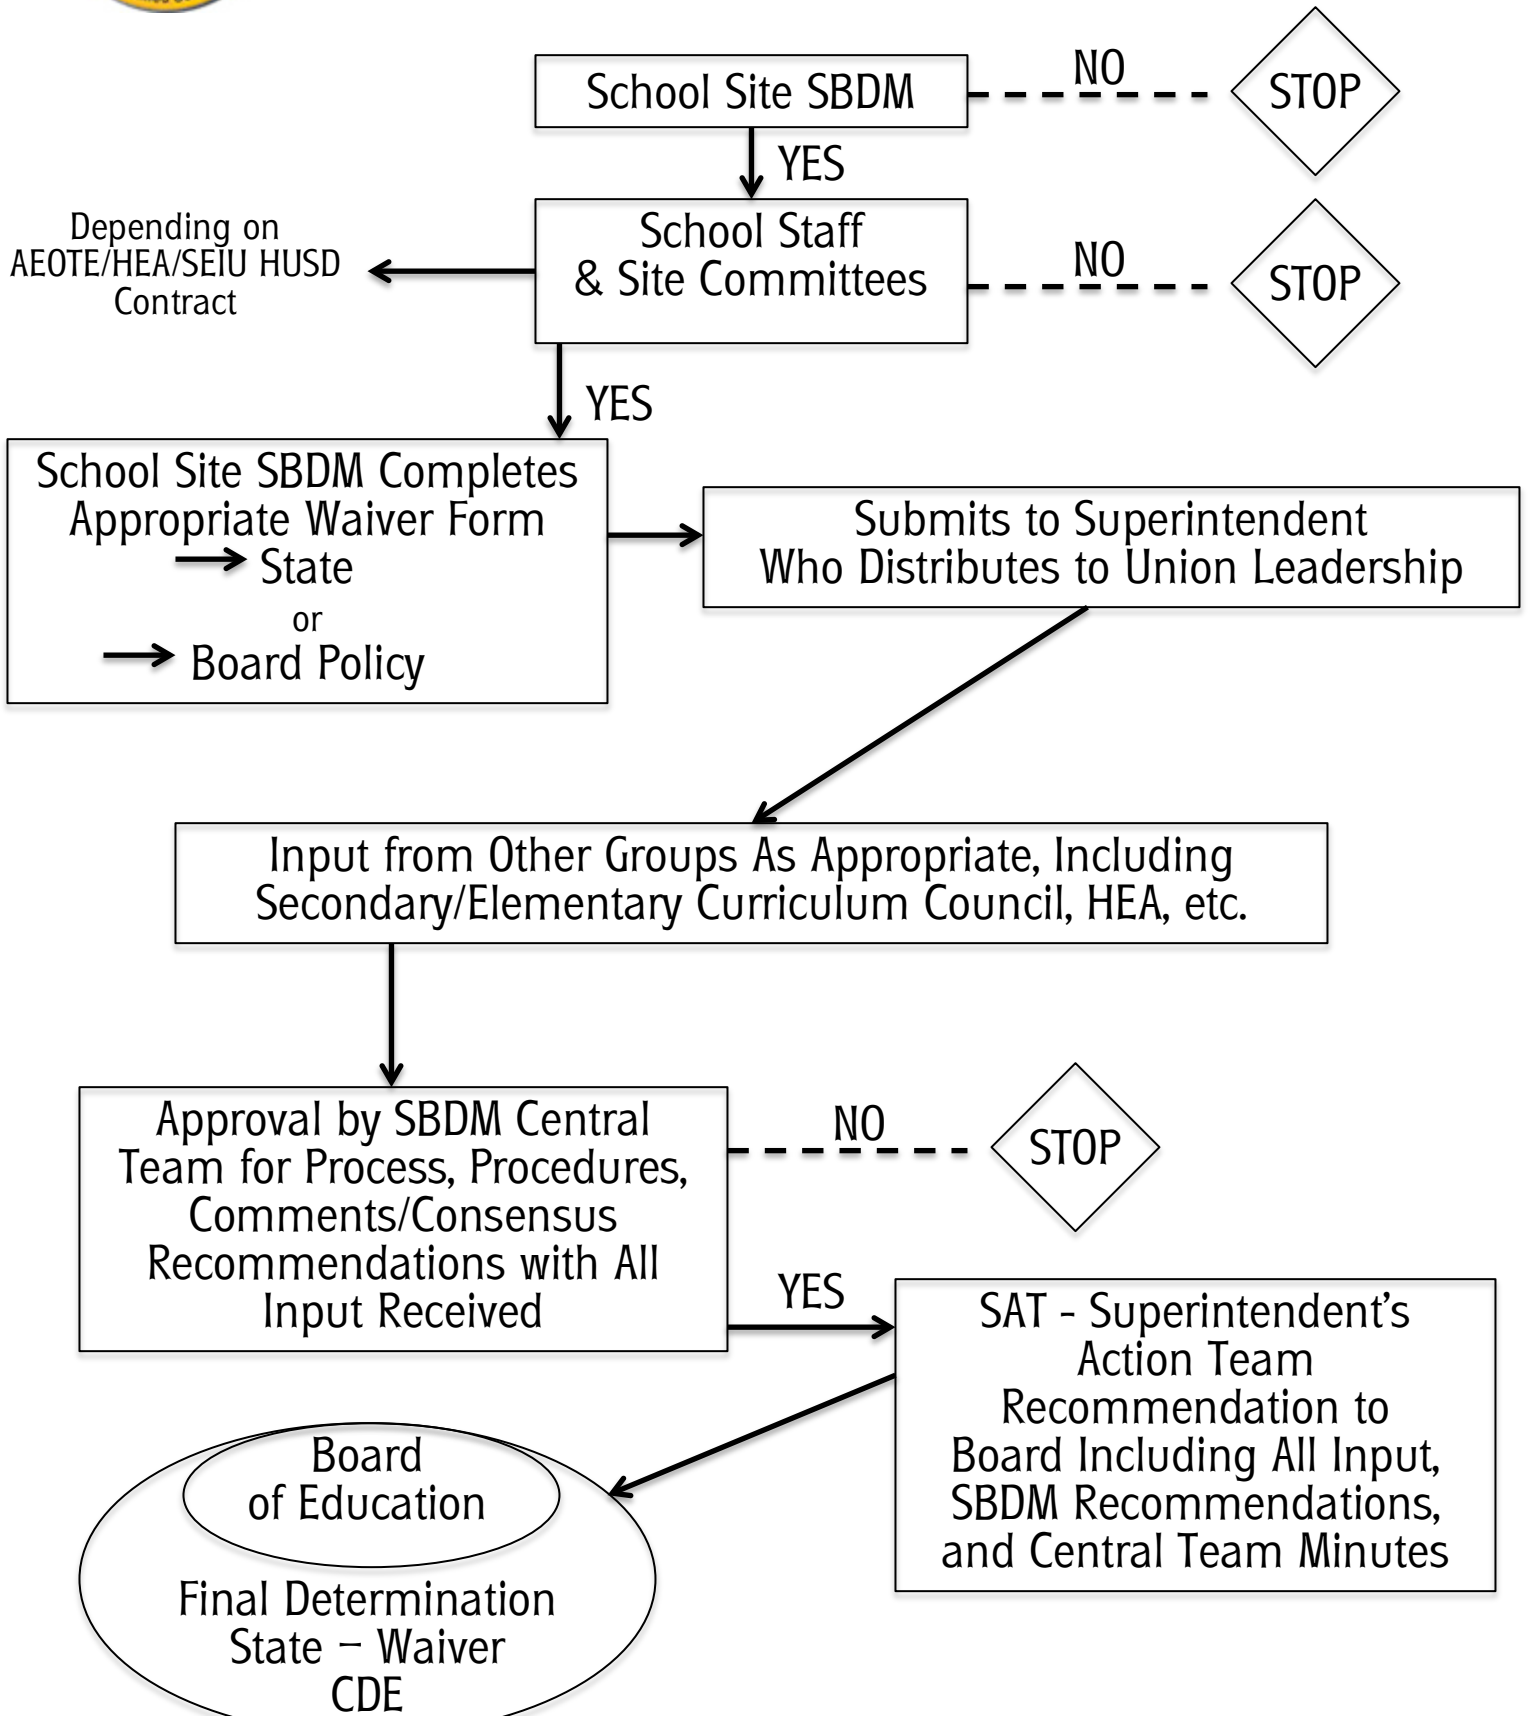 School Site SBDM
NO
STOP
YES
School Staff
& Site Committees
NO
STOP
Depending on
AEOTE/HEA/SEIU HUSD
Contract
YES
School Site SBDM Completes
Appropriate Waiver Form
State
or
Board Policy
Submits to Superintendent
Who Distributes to Union Leadership
Input from Other Groups As Appropriate, Including
Secondary/Elementary Curriculum Council, HEA, etc.
Approval by SBDM Central
Team for Process, Procedures,
Comments/Consensus
Recommendations with All
Input Received
NO
STOP
YES
SAT - Superintendent’s
Action Team
Recommendation to
Board Including All Input,
SBDM Recommendations,
and Central Team Minutes
Board
of Education
Final Determination
State – Waiver
CDE